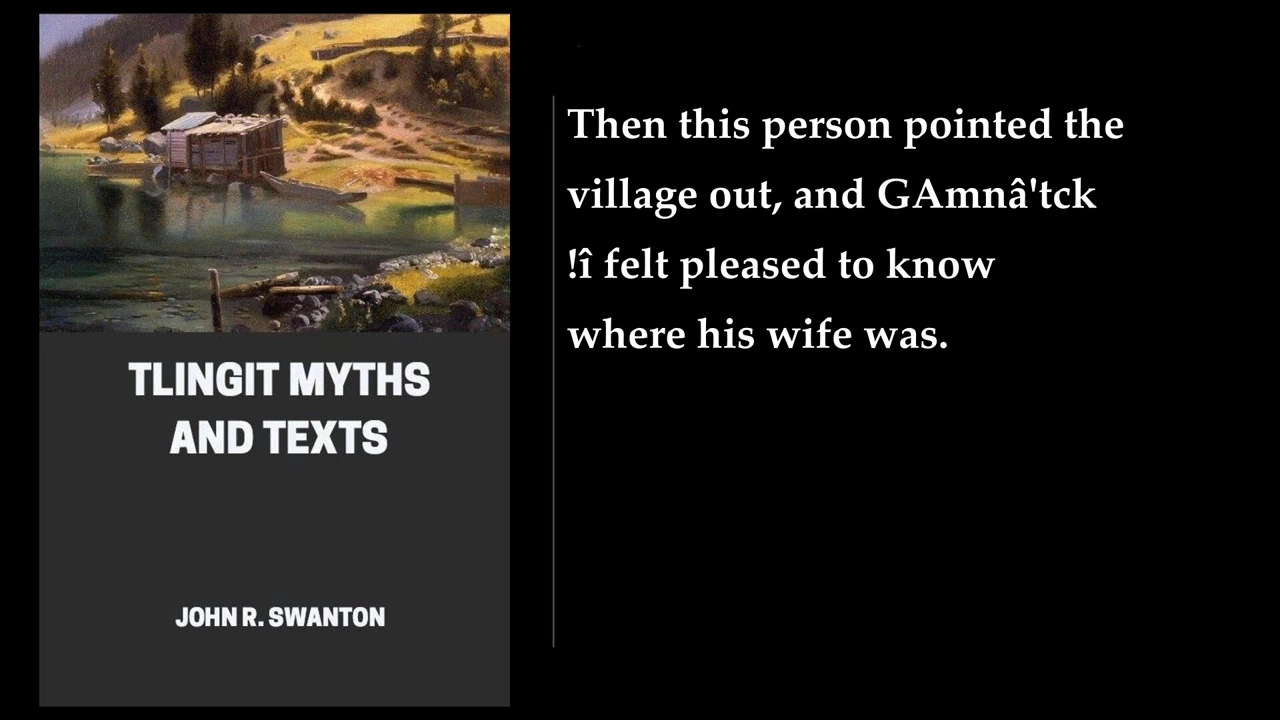 TLINGIT MYTHS
AND TEXTS
JOHN R. SWANTON
Then this person pointed the
village out, and GAmnâ'tck
!î felt pleased to know
where his wife was.